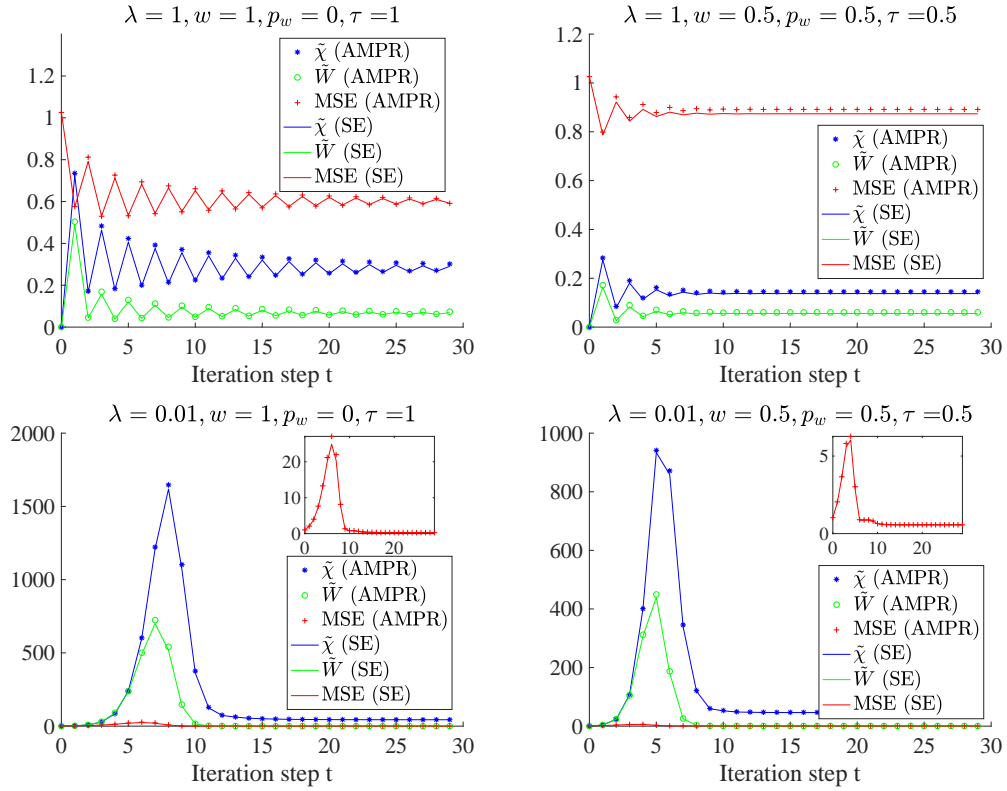 λ = 1, w = 1, p_w = 0, τ =1
1.2
1
0.8
0.6
0.4
0.2
0
0 5 10 15 20 25 30
Iteration step t
χ̃ (AMPR)
W̃ (AMPR)
MSE (AMPR)
χ̃ (SE)
W̃ (SE)
MSE (SE)
λ = 1, w = 0.5, p_w = 0.5, τ =0.5
1.2
1
0.8
0.6
0.4
0.2
0
0 5 10 15 20 25 30
Iteration step t
χ̃ (AMPR)
W̃ (AMPR)
MSE (AMPR)
χ̃ (SE)
W̃ (SE)
MSE (SE)
λ = 0.01, w = 1, p_w = 0, τ =1
2000
1500
1000
500
0
0 5 10 15 20 25 30
Iteration step t
20
10
0
0 10 20
χ̃ (AMPR)
W̃ (AMPR)
MSE (AMPR)
χ̃ (SE)
W̃ (SE)
MSE (SE)
λ = 0.01, w = 0.5, p_w = 0.5, τ =0.5
1000
800
600
400
200
0
0 5 10 15 20 25 30
Iteration step t
5
0
0 10 20
χ̃ (AMPR)
W̃ (AMPR)
MSE (AMPR)
χ̃ (SE)
W̃ (SE)
MSE (SE)